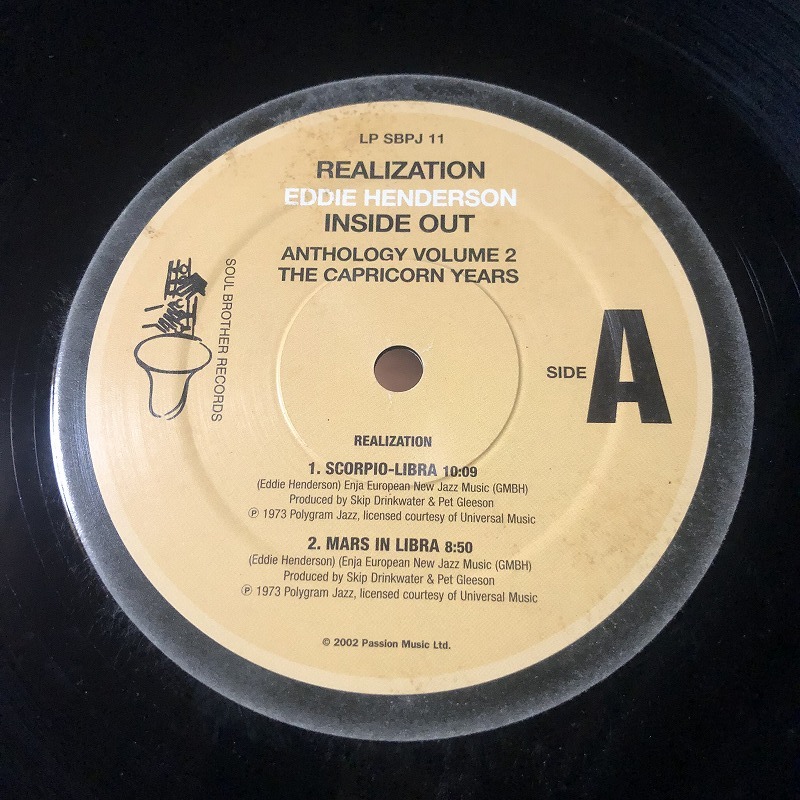 LP SBPJ 11
REALIZATION
EDDIE HENDERSON
INSIDE OUT
ANTHOLOGY VOLUME 2
THE CAPRICORN YEARS
SOUL BROTHER RECORDS
SIDE A
REALIZATION
1. SCORPIO-LIBRA 10:09
(Eddie Henderson) Enja European New Jazz Music (GMBH)
Produced by Skip Drinkwater & Pet Gleeson
℗ 1973 Polygram Jazz, licensed courtesy of Universal Music
2. MARS IN LIBRA 8:50
(Eddie Henderson) (Enja European New Jazz Music (GMBH)
Produced by Skip Drinkwater & Pet Gleeson
℗ 1973 Polygram Jazz, licensed courtesy of Universal Music
© 2002 Passion Music Ltd.